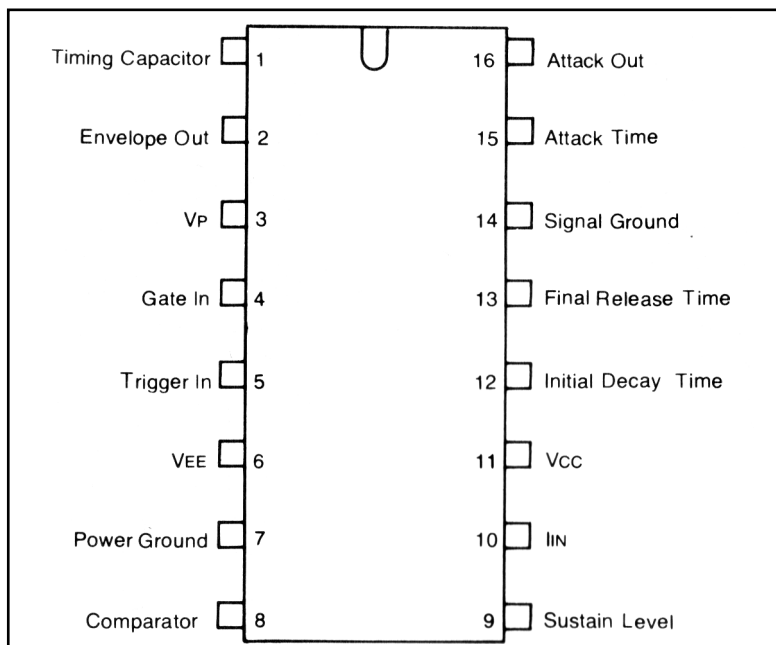 Timing Capacitor 1 16 Attack Out
Envelope Out 2 15 Attack Time
VP 3 14 Signal Ground
Gate In 4 13 Final Release Time
Trigger In 5 12 Initial Decay Time
VEE 6 11 VCC
Power Ground 7 10 IIN
Comparator 8 9 Sustain Level